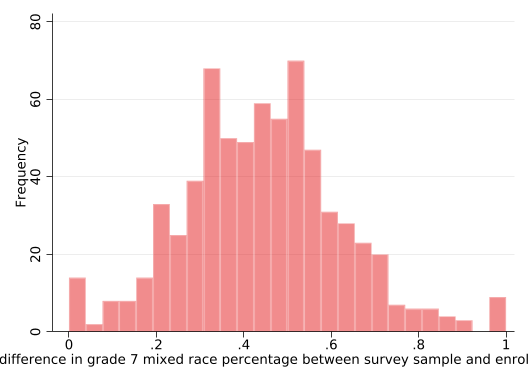 80
60
40
20
0
Frequency
0 .2 .4 .6 .8 1
difference in grade 7 mixed race percentage between survey sample and enrol